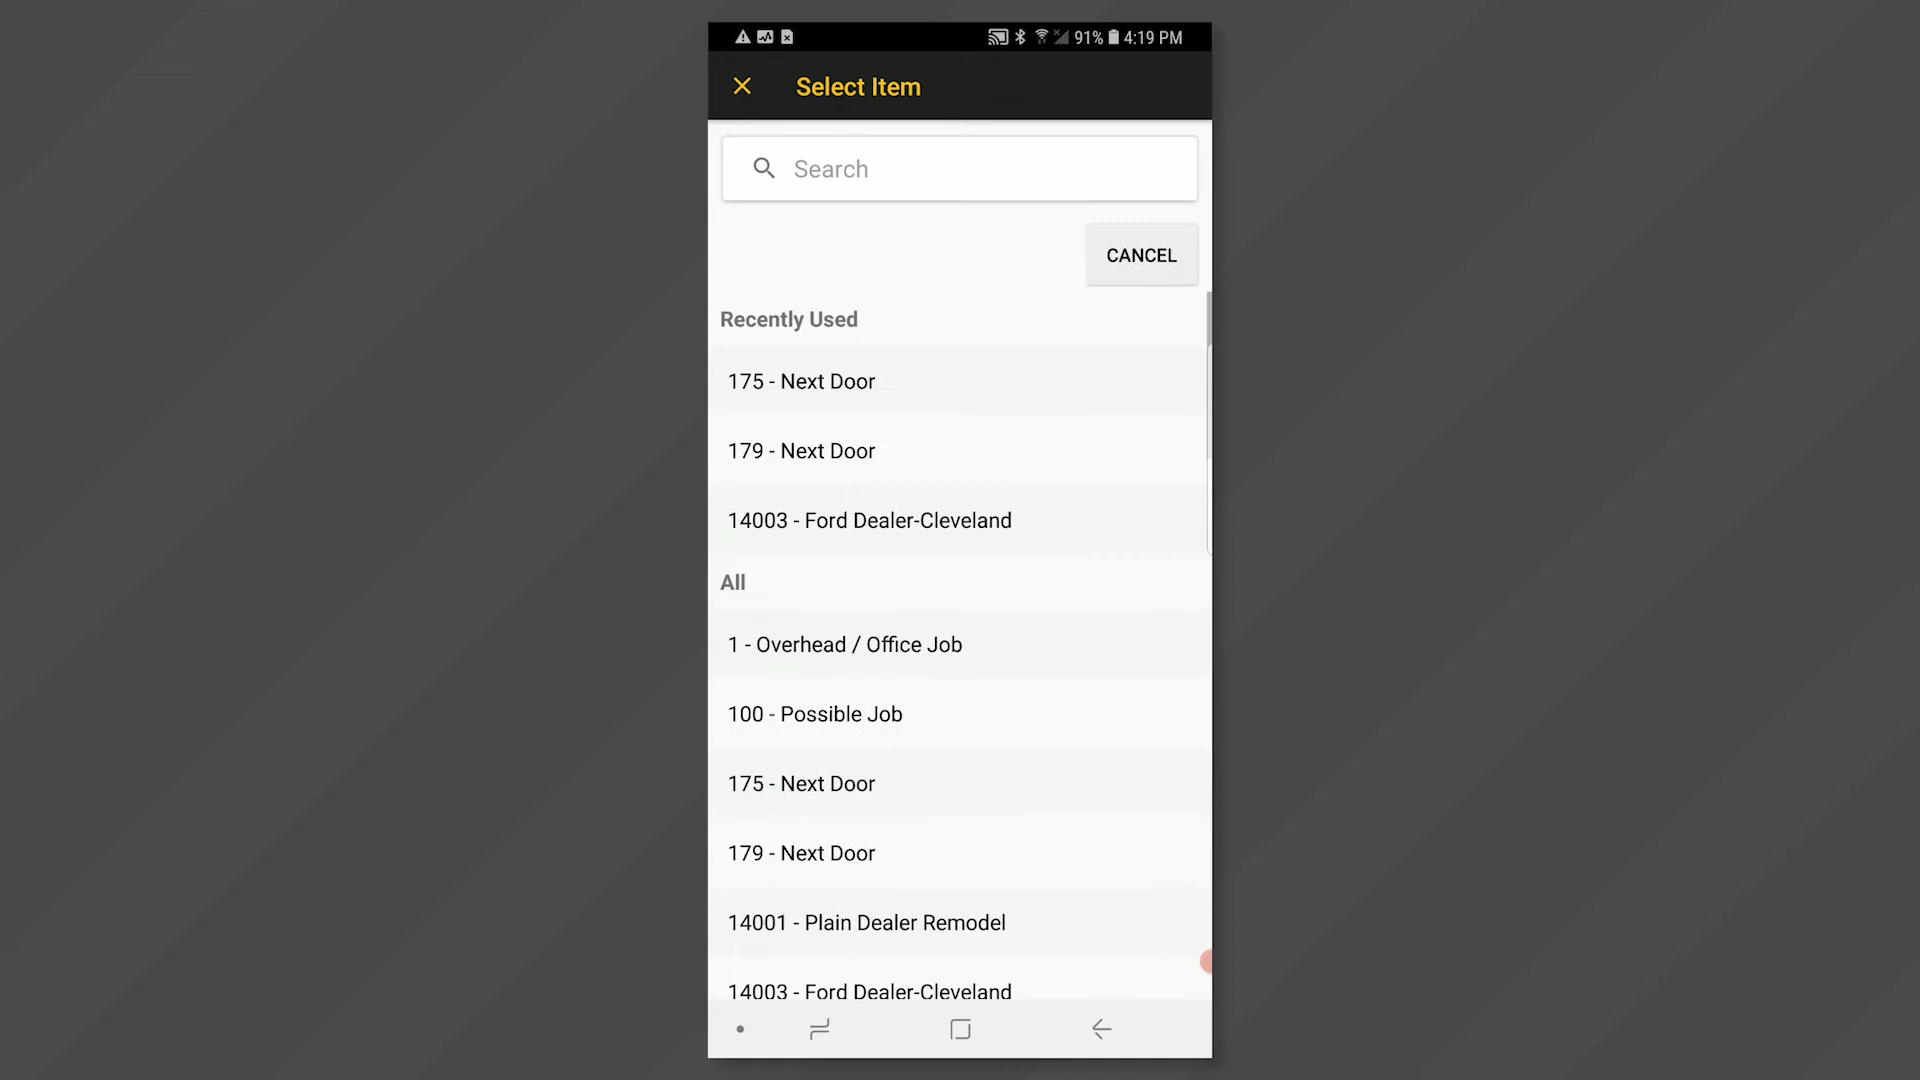 91% 4:19 PM
Select Item
Search
CANCEL
Recently Used
175 - Next Door
179 - Next Door
14003 - Ford Dealer-Cleveland
All
1 - Overhead / Office Job
100 - Possible Job
175 - Next Door
179 - Next Door
14001 - Plain Dealer Remodel
14003 - Ford Dealer-Cleveland